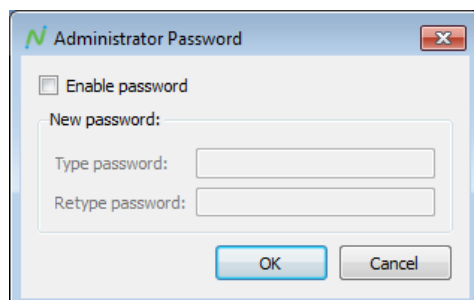 Administrator Password
Enable password
New password:
Type password:
Retype password:
OK Cancel